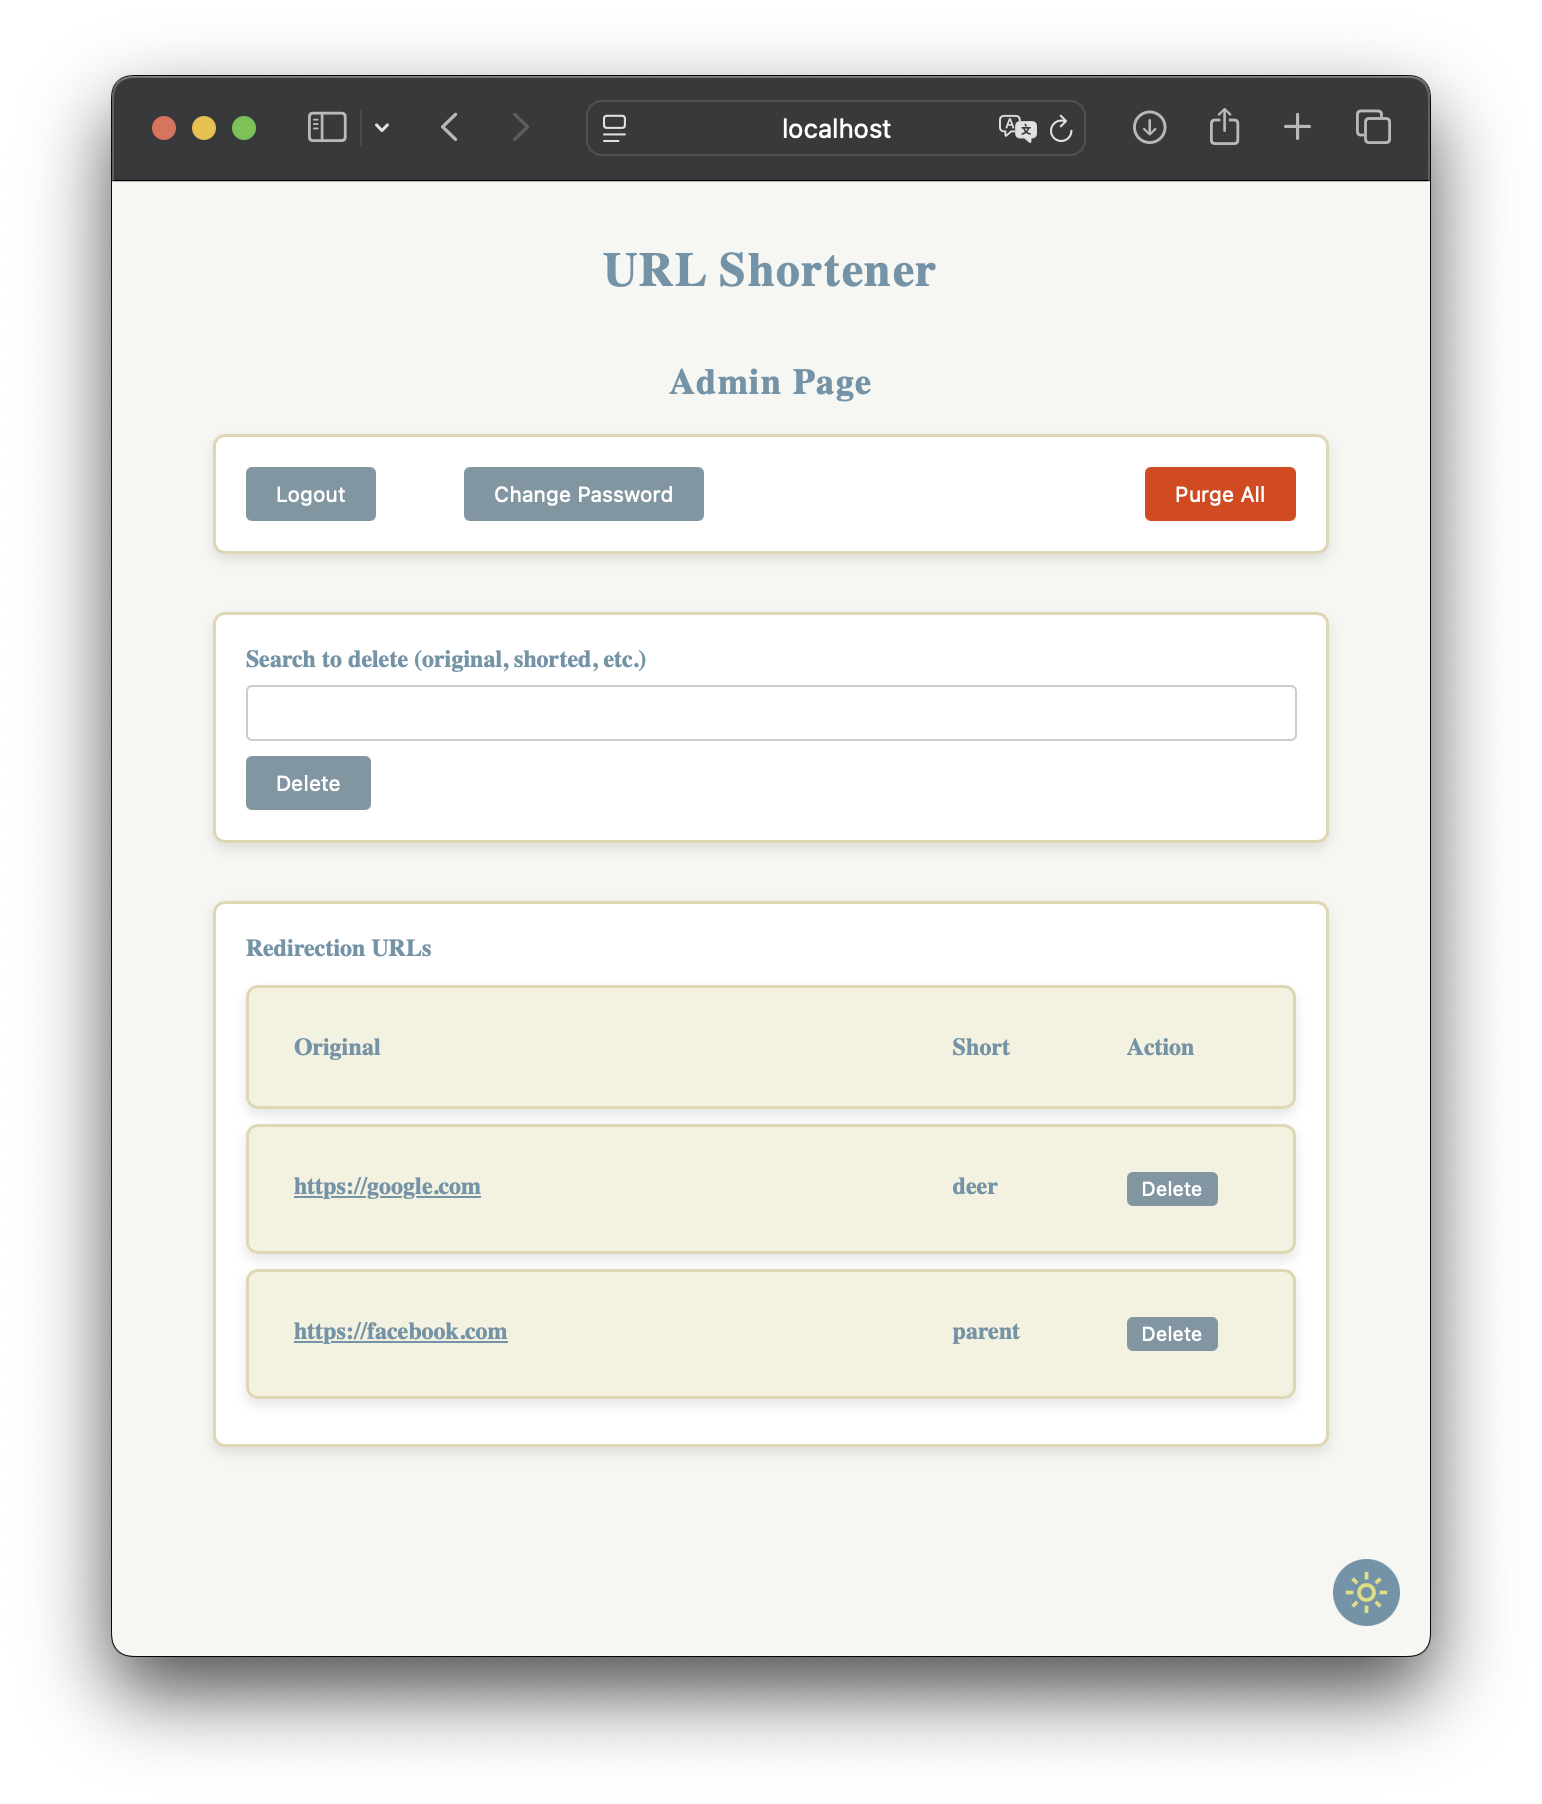 localhost
URL Shortener
Admin Page
Logout Change Password Purge All
Search to delete (original, shorted, etc.)
Delete
Redirection URLs
Original Short Action
https://google.com deer Delete
https://facebook.com parent Delete